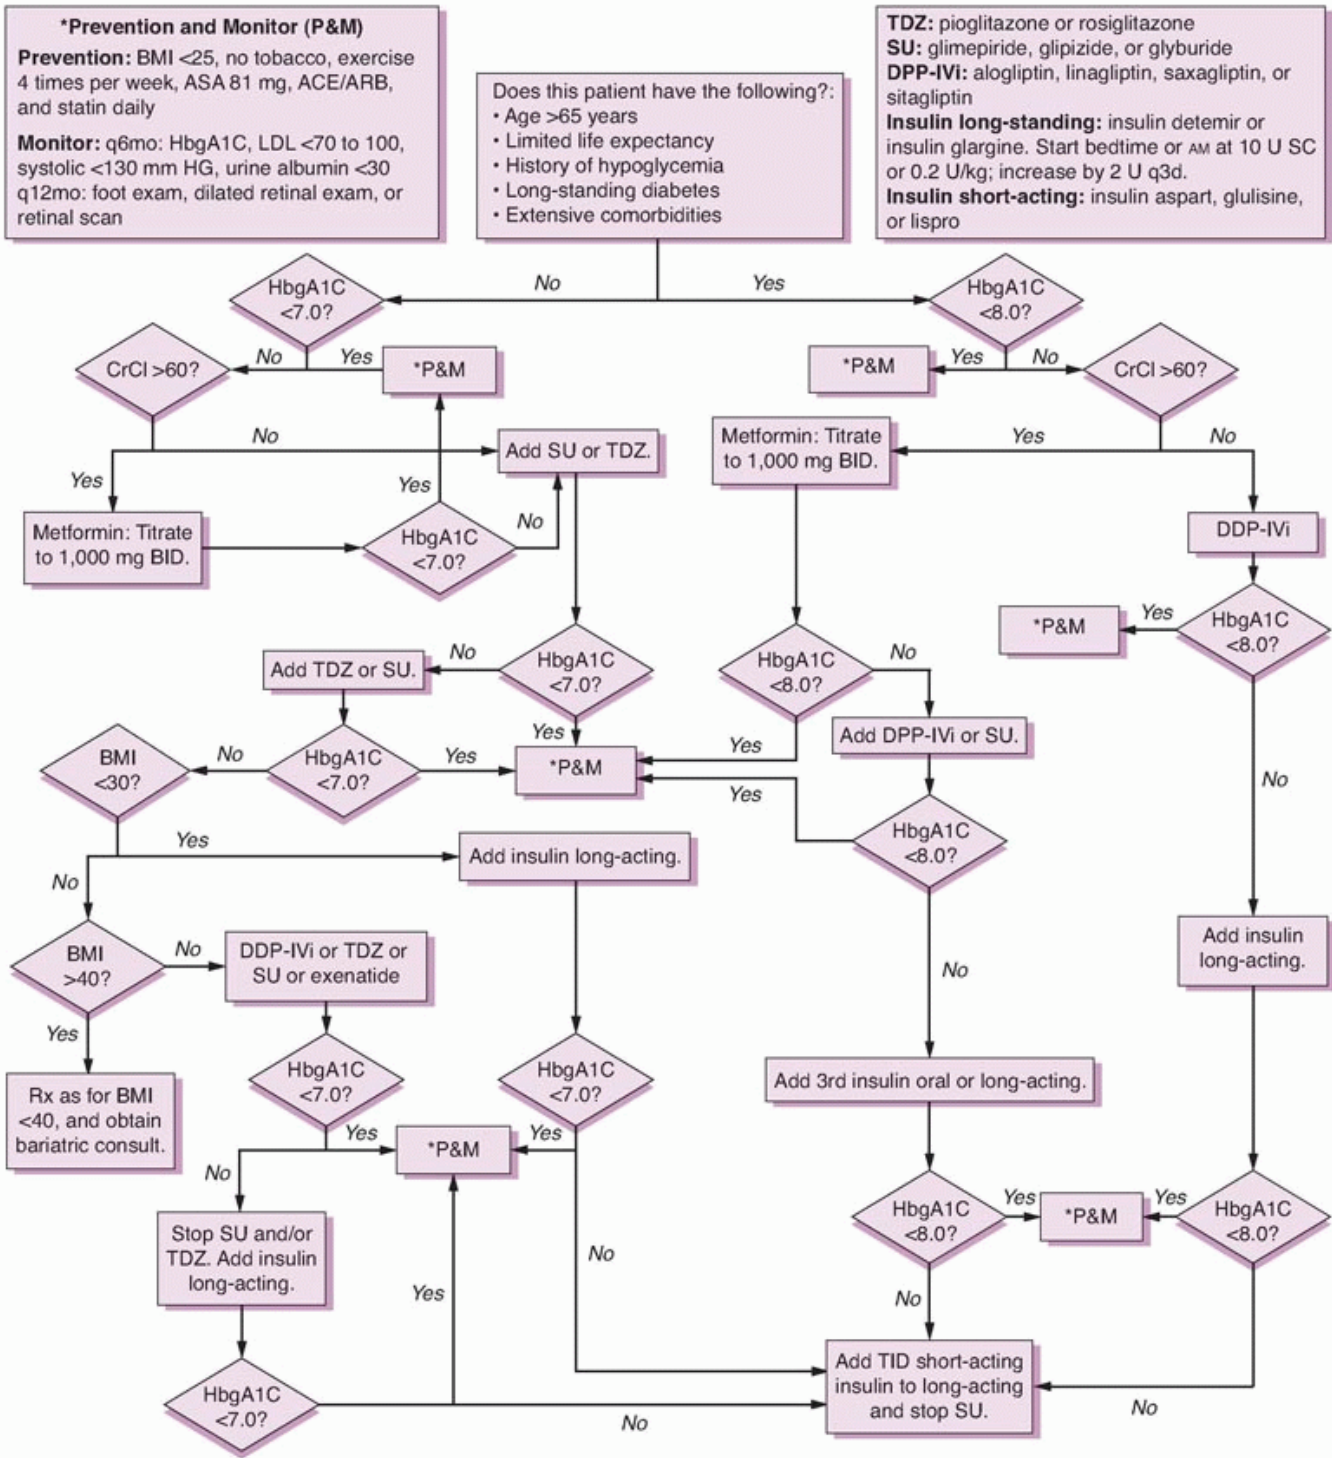 *Prevention and Monitor (P&M)
Prevention: BMI <25, no tobacco, exercise
4 times per week, ASA 81 mg, ACE/ARB,
and statin daily
Monitor: q6mo: HbgA1C, LDL <70 to 100,
systolic <130 mm HG, urine albumin <30
q12mo: foot exam, dilated retinal exam, or
retinal scan
Does this patient have the following?:
• Age >65 years
• Limited life expectancy
• History of hypoglycemia
• Long-standing diabetes
• Extensive comorbidities
TDZ: pioglitazone or rosiglitazone
SU: glimepiride, glipizide, or glyburide
DPP-IVi: alogliptin, linagliptin, saxagliptin, or
sitagliptin
Insulin long-standing: insulin detemir or
insulin glargine. Start bedtime or AM at 10 U SC
or 0.2 U/kg; increase by 2 U q3d.
Insulin short-acting: insulin aspart, glulisine,
or lispro
No
Yes
HbgA1C
<7.0?
HbgA1C
<8.0?
CrCl >60?
No
Yes
*P&M
*P&M
Yes
No
CrCl >60?
No
Yes
Add SU or TDZ.
Metformin: Titrate
to 1,000 mg BID.
Yes
No
Yes
No
Metformin: Titrate
to 1,000 mg BID.
HbgA1C
<7.0?
DDP-IVi
*P&M
Yes
HbgA1C
<8.0?
Add TDZ or SU.
No
HbgA1C
<7.0?
HbgA1C
<8.0?
No
Yes
Add DPP-IVi or SU.
BMI
<30?
No
HbgA1C
<7.0?
Yes
*P&M
Yes
Yes
No
HbgA1C
<8.0?
Yes
No
Add insulin long-acting.
BMI
>40?
No
DDP-IVi or TDZ or
SU or exenatide
No
Add insulin
long-acting.
Yes
HbgA1C
<7.0?
HbgA1C
<7.0?
Add 3rd insulin oral or long-acting.
Rx as for BMI
<40, and obtain
bariatric consult.
Yes
*P&M
Yes
No
HbgA1C
<8.0?
Yes
*P&M
Yes
HbgA1C
<8.0?
Stop SU and/or
TDZ. Add insulin
long-acting.
Yes
No
No
HbgA1C
<7.0?
No
Add TID short-acting
insulin to long-acting
and stop SU.
No